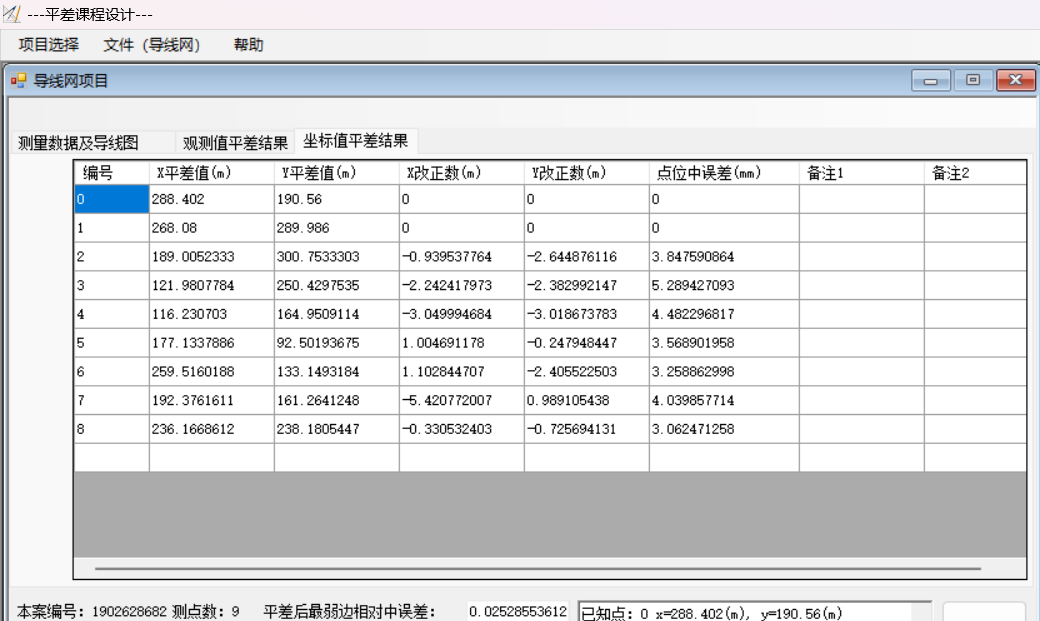 ---平差课程设计---
项目选择 文件（导线网） 帮助
导线网项目
测量数据及导线图 观测值平差结果 坐标值平差结果
编号 X平差值(m) Y平差值(m) X改正数(m) Y改正数(m) 点位中误差(mm) 备注1 备注2
0 288.402 190.56 0 0 0
1 268.08 289.986 0 0 0
2 189.0052333 300.7533303 -0.939537764 -2.644876116 3.847590864
3 121.9807784 250.4297535 -2.242417973 -2.382992147 5.289427093
4 116.230703 164.9509114 -3.049994684 -3.018673783 4.482296817
5 177.1337886 92.50193675 1.004691178 -0.247948447 3.568901958
6 259.5160188 133.1493184 1.102844707 -2.405522503 3.258862998
7 192.3761611 161.2641248 -5.420772007 0.989105438 4.039857714
8 236.1668612 238.1805447 -0.330532403 -0.725694131 3.062471258
本案编号：1902628682 测点数：9 平差后最弱边相对中误差： 0.02528553612 已知点：0 x=288.402(m), y=190.56(m)